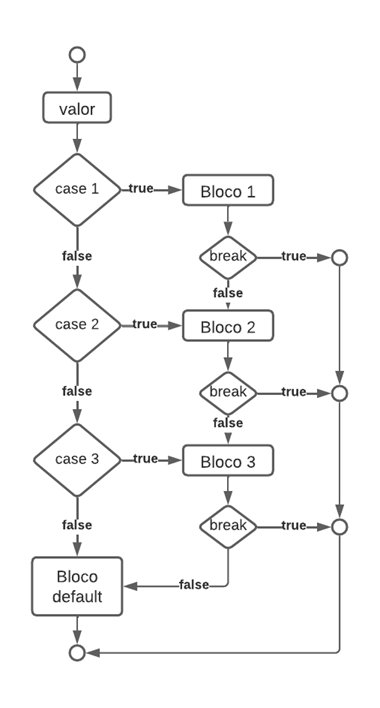 valor
case 1
true
Bloco 1
false
break
true
false
case 2
true
Bloco 2
false
break
true
false
case 3
true
Bloco 3
false
break
true
Bloco
default
false